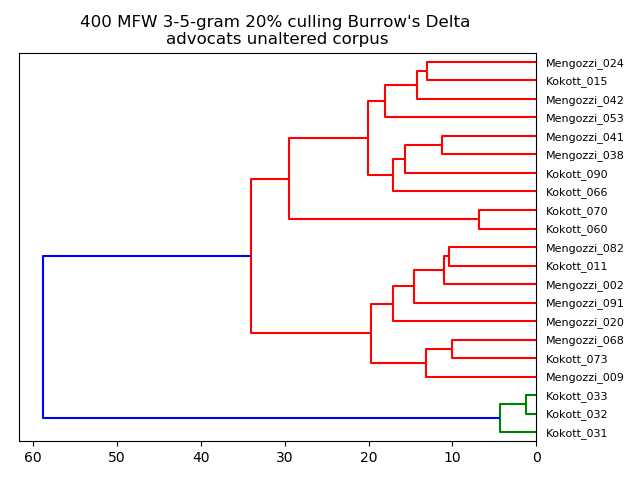 400 MFW 3-5-gram 20% culling Burrow's Delta
advocats unaltered corpus
Mengozzi_024
Kokott_015
Mengozzi_042
Mengozzi_053
Mengozzi_041
Mengozzi_038
Kokott_090
Kokott_066
Kokott_070
Kokott_060
Mengozzi_082
Kokott_011
Mengozzi_002
Mengozzi_091
Mengozzi_020
Mengozzi_068
Kokott_073
Mengozzi_009
Kokott_033
Kokott_032
Kokott_031
60 50 40 30 20 10 0